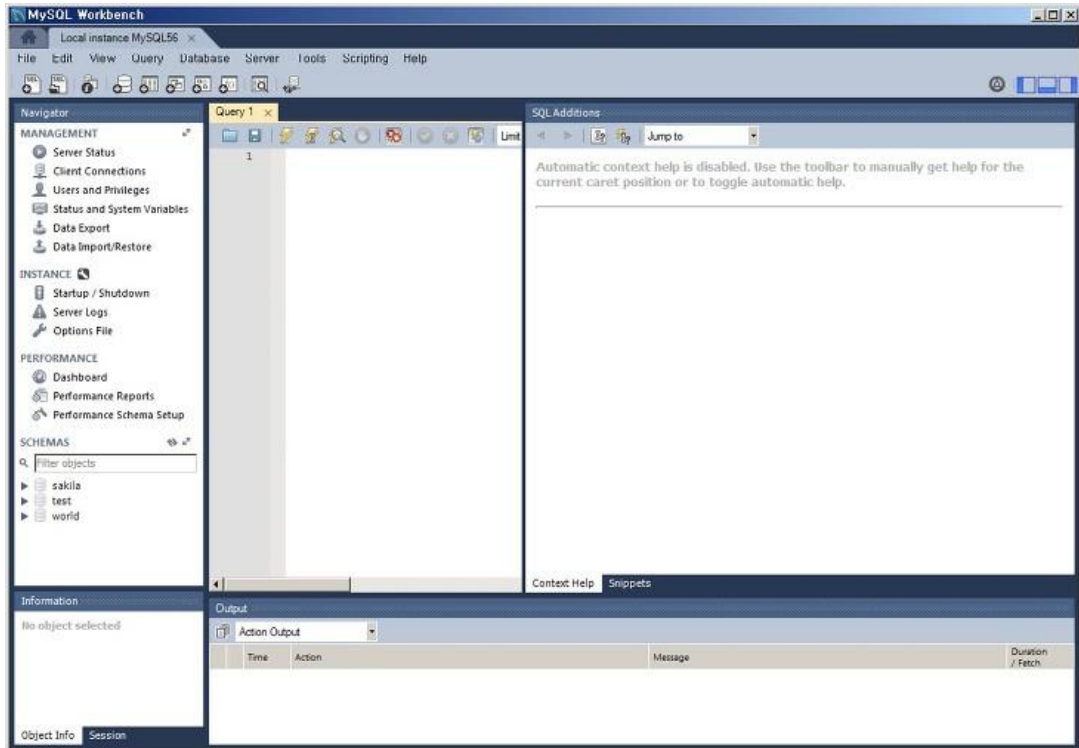 MySQL Workbench
Local instance MySQL56
File Edit View Query Database Server Tools Scripting Help
Navigator
MANAGEMENT
Server Status
Client Connections
Users and Privileges
Status and System Variables
Data Export
Data Import/Restore
INSTANCE
Startup / Shutdown
Server Logs
Options File
PERFORMANCE
Dashboard
Performance Reports
Performance Schema Setup
SCHEMAS
Filter objects
sakila
test
world
Information
No object selected
Object Info Session
Query 1
Limit
1
SQL Additions
Jump to
Automatic context help is disabled. Use the toolbar to manually get help for the
current caret position or to toggle automatic help.
Context Help Snippets
Output
Action Output
Time Action Message Duration
/ Fetch